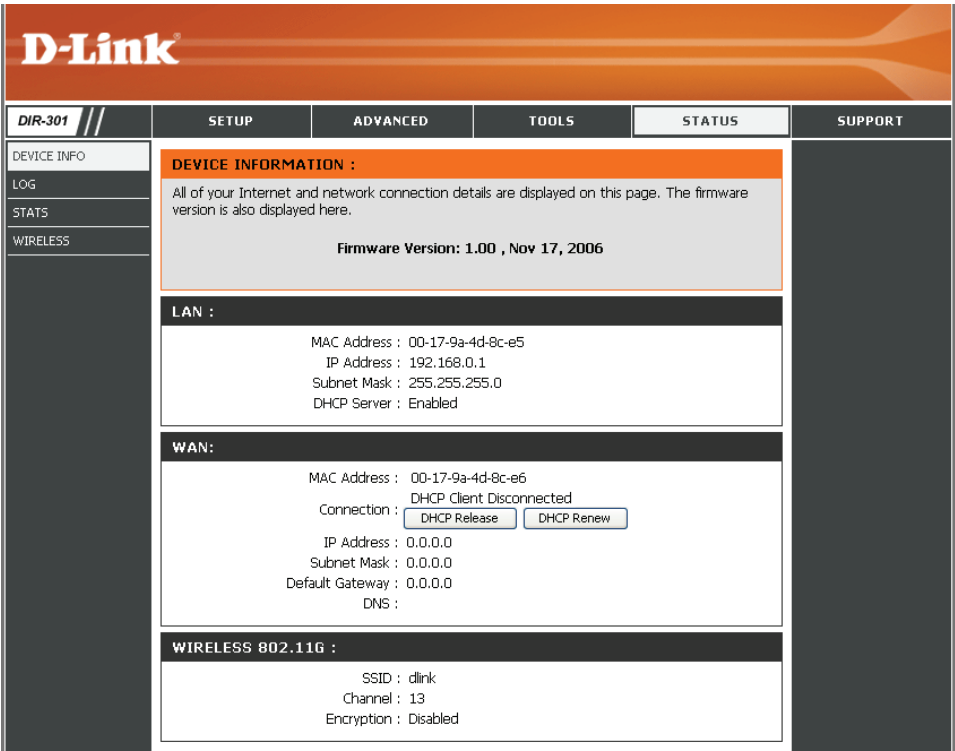 D-Link®
DIR-301 // SETUP ADVANCED TOOLS STATUS SUPPORT
DEVICE INFO
LOG
STATS
WIRELESS
DEVICE INFORMATION :
All of your Internet and network connection details are displayed on this page. The firmware
version is also displayed here.
Firmware Version: 1.00 , Nov 17, 2006
LAN :
MAC Address : 00-17-9a-4d-8c-e5
IP Address : 192.168.0.1
Subnet Mask : 255.255.255.0
DHCP Server : Enabled
WAN:
MAC Address : 00-17-9a-4d-8c-e6
DHCP Client Disconnected
Connection : DHCP Release DHCP Renew
IP Address : 0.0.0.0
Subnet Mask : 0.0.0.0
Default Gateway : 0.0.0.0
DNS :
WIRELESS 802.11G :
SSID : dlink
Channel : 13
Encryption : Disabled